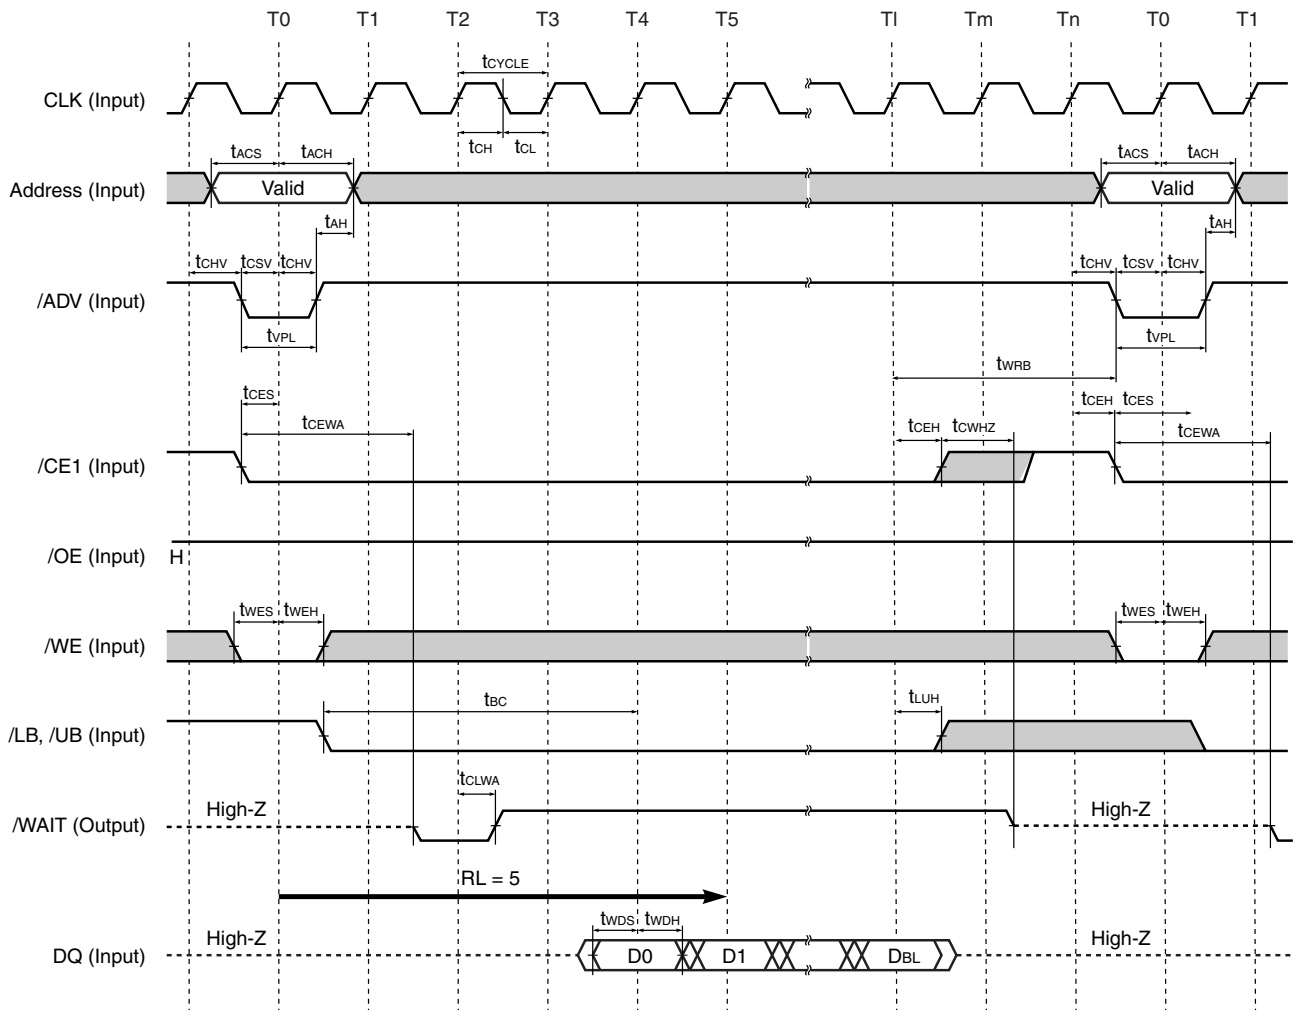 T0 T1 T2 T3 T4 T5 Tl Tm Tn T0 T1
tCYCLE
CLK (Input)
tCH tCL
tACS tACH tACS tACH
Address (Input) Valid Valid
tAH tAH
tCHV tCSV tCHV tCHV tCSV tCHV
/ADV (Input)
tVPL tVPL
tWRB
tCES tCEH tCES
tCEWA tCEH tCWHZ tCEWA
/CE1 (Input)
/OE (Input) H
tWES tWEH tWES tWEH
/WE (Input)
tBC tLUH
/LB, /UB (Input)
tCLWA
High-Z High-Z
/WAIT (Output)
RL = 5
tWDS tWDH
High-Z High-Z
DQ (Input) D0 D1 DBL